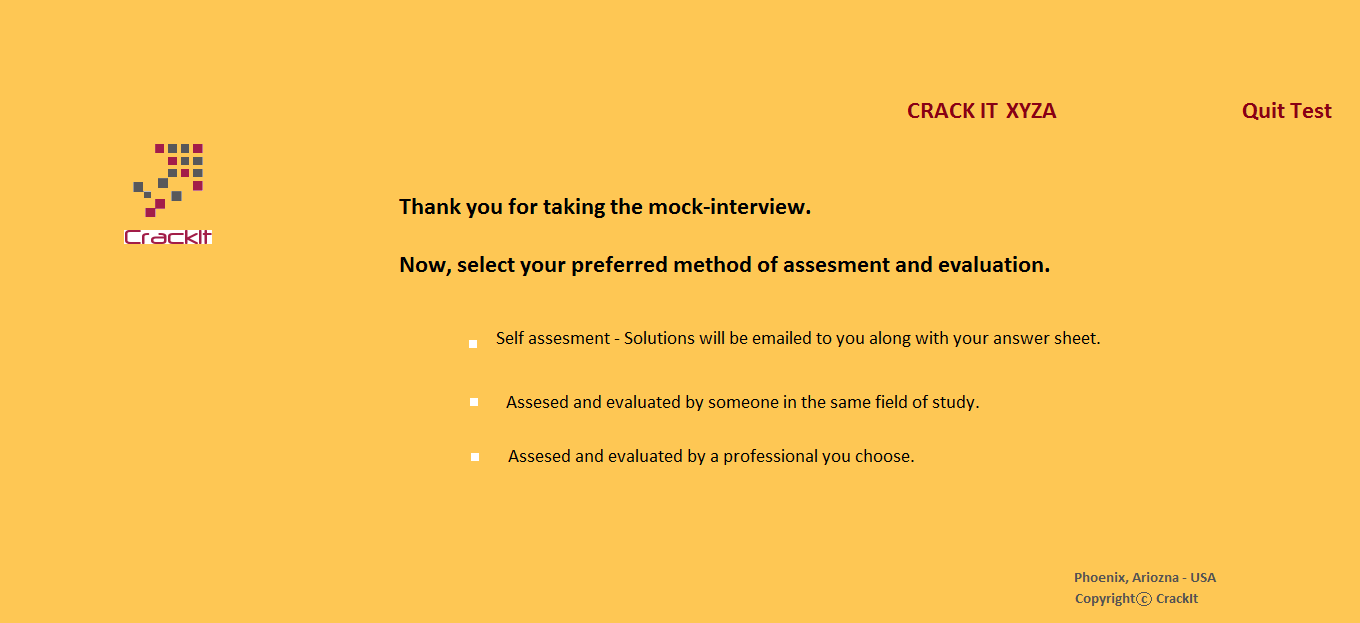 CRACK IT XYZA
Quit Test
CrackIt
Thank you for taking the mock-interview.
Now, select your preferred method of assesment and evaluation.
Self assesment - Solutions will be emailed to you along with your answer sheet.
Assesed and evaluated by someone in the same field of study.
Assesed and evaluated by a professional you choose.
Phoenix, Ariozna - USA
Copyrightⓒ CrackIt